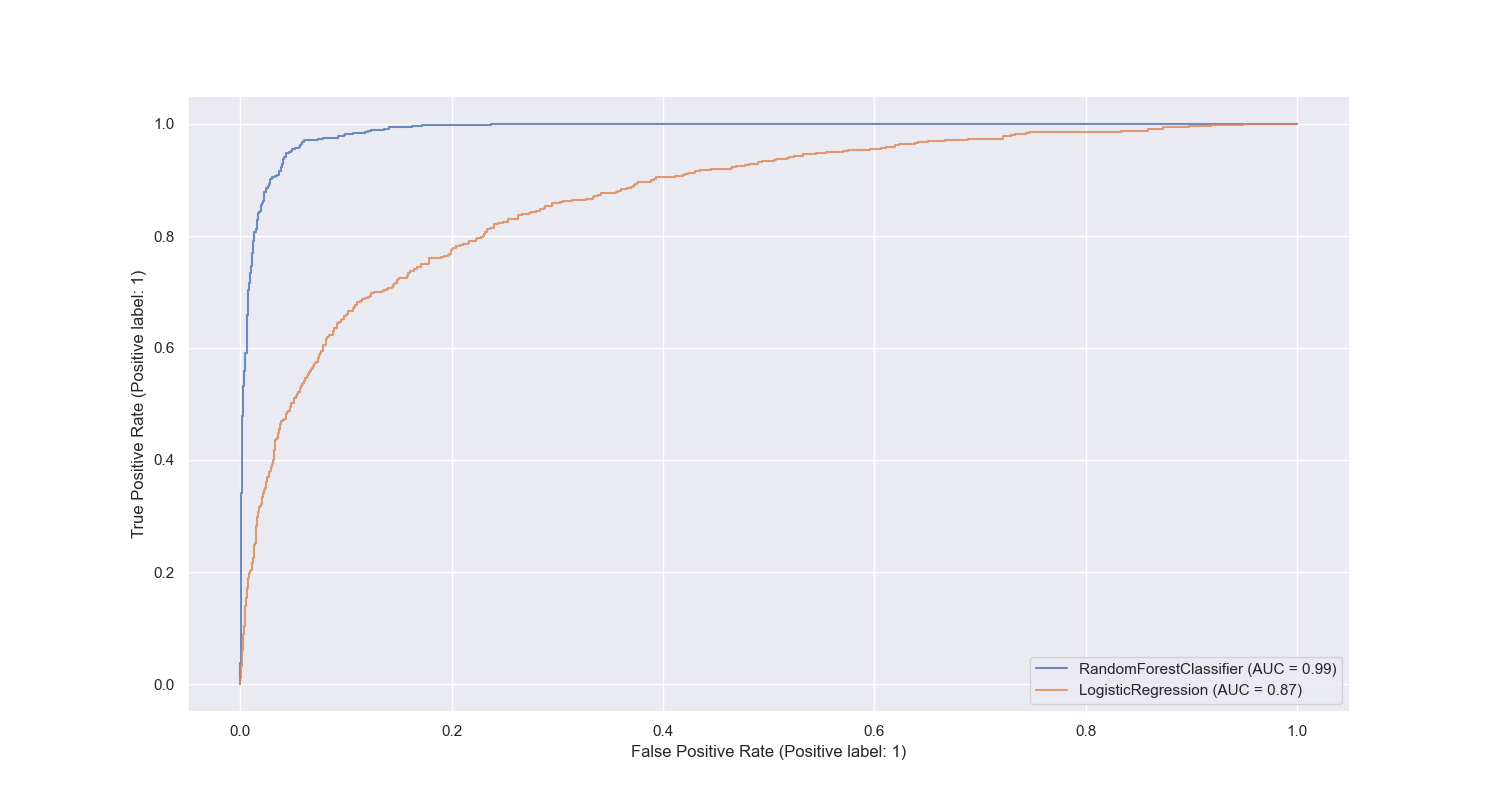 1.0
0.8
0.6
0.4
0.2
0.0
True Positive Rate (Positive label: 1)
RandomForestClassifier (AUC = 0.99)
LogisticRegression (AUC = 0.87)
0.0 0.2 0.4 0.6 0.8 1.0
False Positive Rate (Positive label: 1)